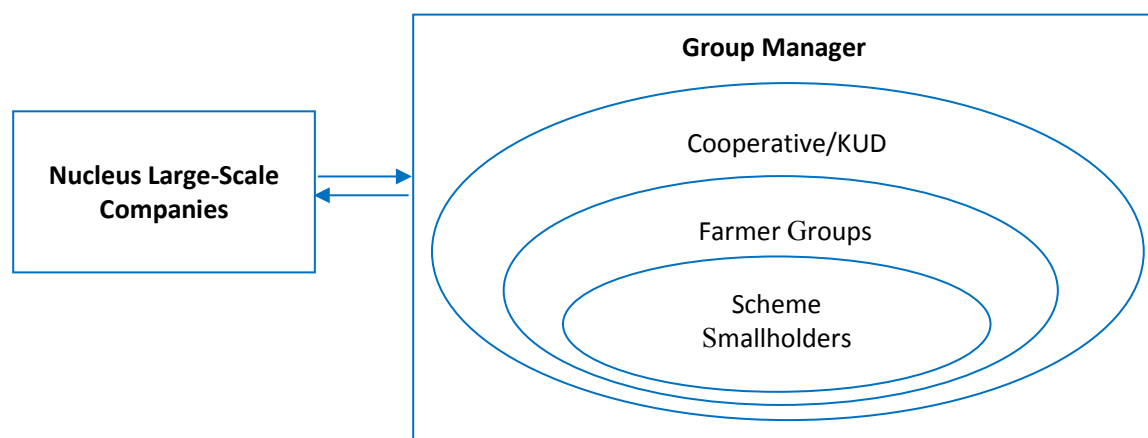 Group Manager
Cooperative/KUD
Nucleus Large-Scale
Companies
Farmer Groups
Scheme
Smallholders